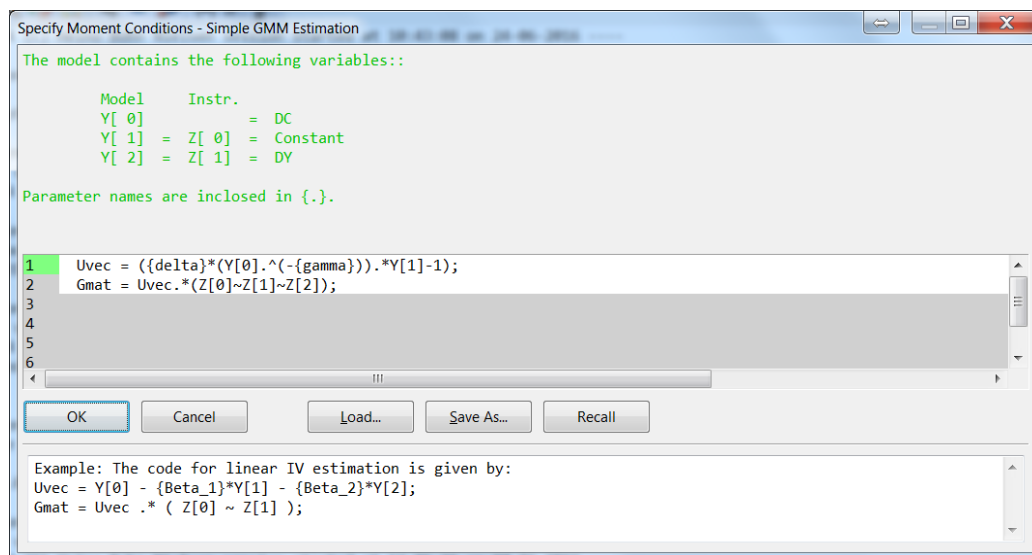 Specify Moment Conditions - Simple GMM Estimation
The model contains the following variables::
Model Instr.
Y[ 0] = DC
Y[ 1] = Z[ 0] = Constant
Y[ 2] = Z[ 1] = DY
Parameter names are inclosed in {.}.
1 Uvec = ({delta}*(Y[0].^(-{gamma})).*Y[1]-1);
2 Gmat = Uvec.*(Z[0]~Z[1]~Z[2]);
3
4
5
6
OK Cancel Load... Save As... Recall
Example: The code for linear IV estimation is given by:
Uvec = Y[0] - {Beta_1}*Y[1] - {Beta_2}*Y[2];
Gmat = Uvec .* ( Z[0] ~ Z[1] );